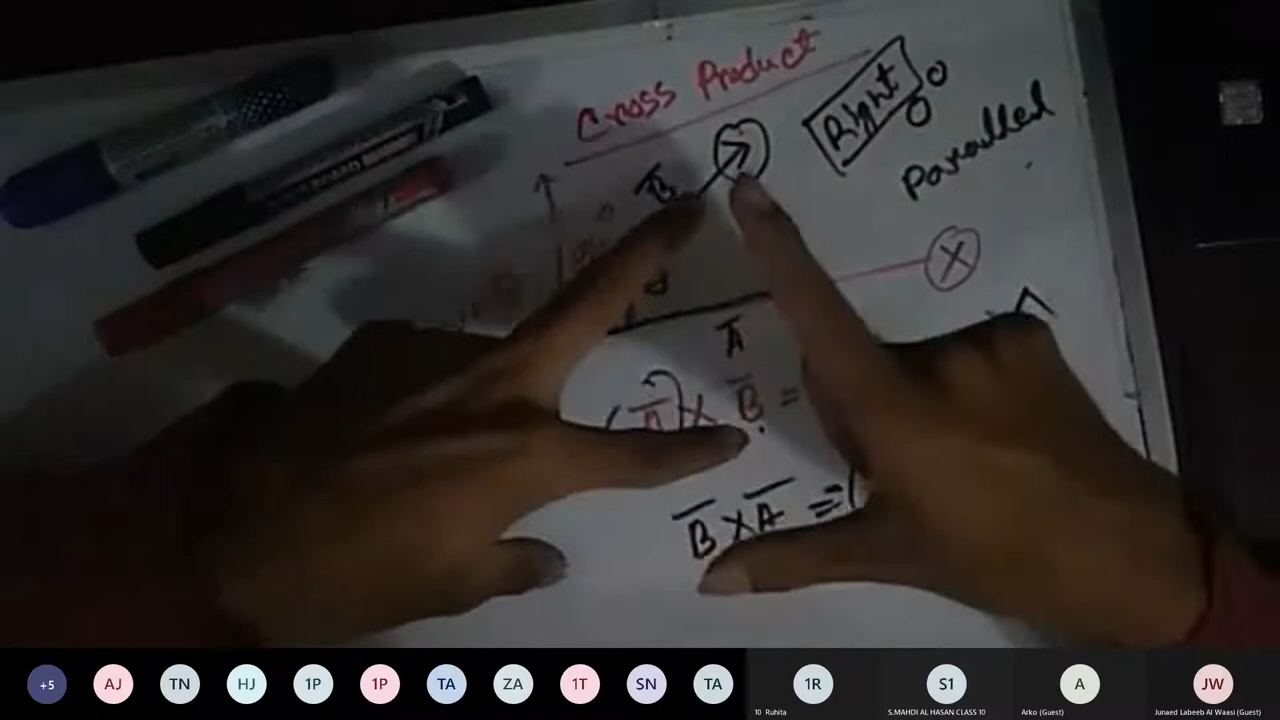 Cross Product
Right
Parallel
B
X
A
A X B =
B X A = (
+5
AJ
TN
HJ
1P
1P
TA
ZA
1T
SN
TA
1R
S1
A
JW
10 Ruhita
S.MAHDI AL HASAN CLASS 10
Arko (Guest)
Junaed Labeeb Al Waasi (Guest)